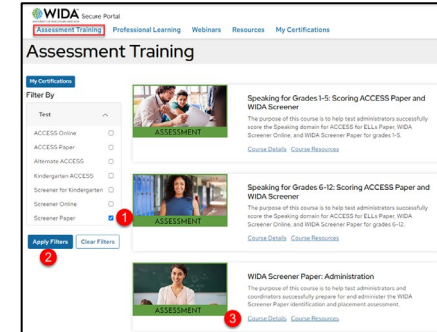 WIDA Secure Portal
Assessment Training Professional Learning Webinars Resources My Certifications
Assessment Training
My Certifications
Filter By
Test
ACCESS Online
ACCESS Paper
Alternate ACCESS
Kindergarten ACCESS
Screener for Kindergarten
Screener Online
Screener Paper
1
Apply Filters Clear Filters
2
ASSESSMENT
Speaking for Grades 1-5: Scoring ACCESS Paper and
WIDA Screener
The purpose of this course is to help test administrators successfully
score the Speaking domain for ACCESS for ELLs Paper, WIDA
Screener Online, and WIDA Screener Paper for grades 1-5.
Course Details Course Resources
ASSESSMENT
Speaking for Grades 6-12: Scoring ACCESS Paper and
WIDA Screener
The purpose of this course is to help test administrators successfully
score the Speaking domain for ACCESS for ELLs Paper, WIDA
Screener Online, and WIDA Screener Paper for grades 6-12.
Course Details Course Resources
ASSESSMENT
WIDA Screener Paper: Administration
The purpose of this course is to help test administrators and
coordinators successfully prepare for and administer the WIDA
Screener Paper identification and placement assessment.
3
Course Details Course Resources